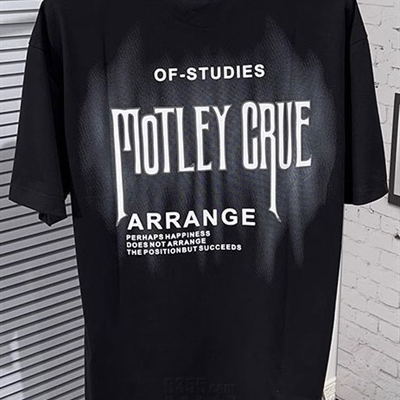 OF-STUDIES
MOTLEY CRUE
ARRANGE
PERHAPS HAPPINESS
DOES NOT ARRANGE
THE POSITIONBUT SUCCEEDS